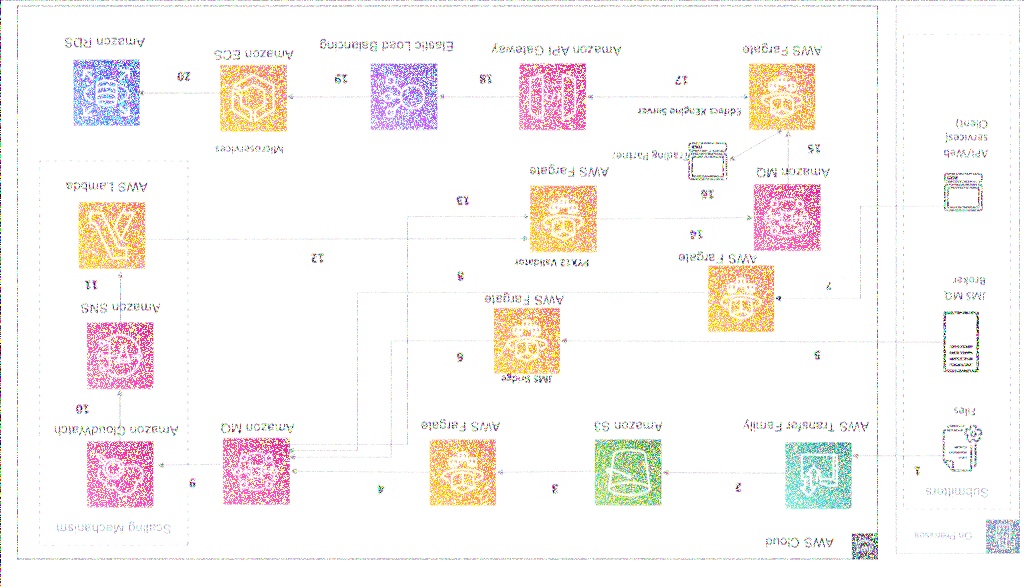 AWS Cloud
On Premises
Scaling Mechanism
Submitters
1
2
3
4
9
Files
AWS Transfer Family
Amazon S3
AWS Fargate
Amazon MQ
Amazon CloudWatch
10
JMS Bridge
5
6
JMS MQ
Broker
AWS Fargate
Amazon SNS
7
8
11
AWS Fargate
12
PYX12 Validator
14
13
16
AWS Lambda
Amazon MQ
AWS Fargate
API/Web
services(
Client)
15
Trading Partner
Microservices
Edifecs XEngine Server
17
18
19
20
AWS Fargate
Amazon API Gateway
Elastic Load Balancing
Amazon ECS
Amazon RDS